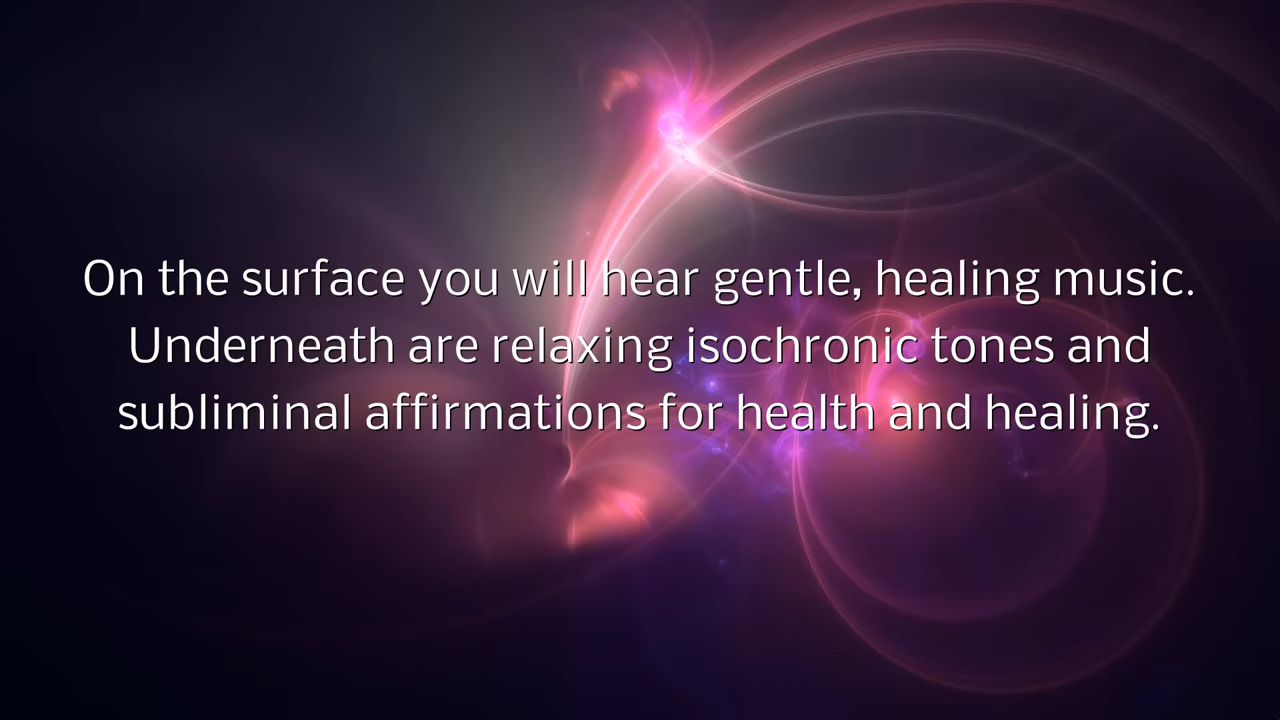 On the surface you will hear gentle, healing music.
Underneath are relaxing isochronic tones and
subliminal affirmations for health and healing.